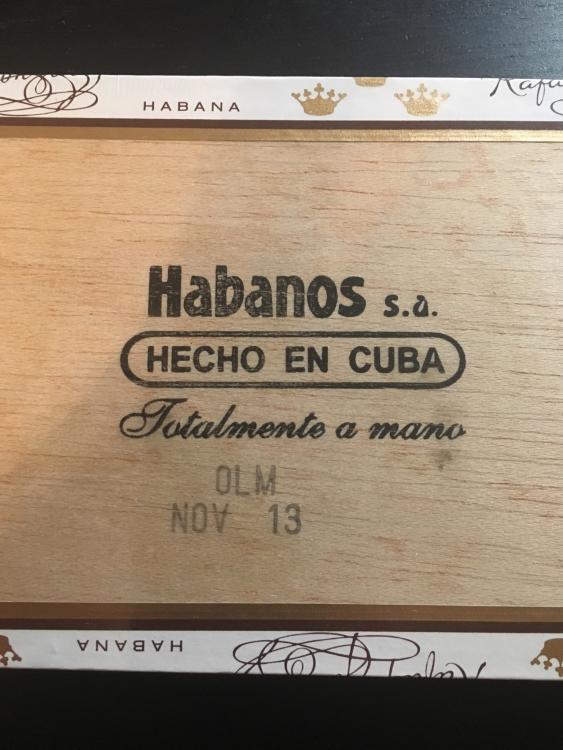 HABANA
Habanos s.a.
HECHO EN CUBA
Totalmente a mano
OLM
NOV 13
HABANA